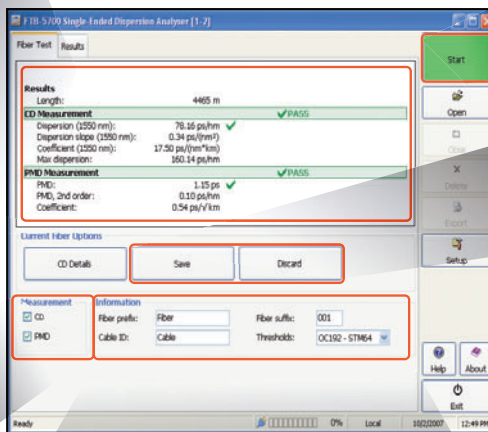 FTB-5700 Single-Ended Dispersion Analyser [1-2]
Fiber Test Results
Start
Results
Length: 4465 m
CD Measurement PASS
Dispersion (1550 nm): 78.16 ps/nm
Dispersion slope (1550 nm): 0.34 ps/(nm²)
Coefficient (1550 nm): 17.50 ps/(nm*km)
Max dispersion: 160.14 ps/nm
PMD Measurement PASS
PMD: 1.15 ps
PMD, 2nd order: 0.10 ps/nm
Coefficient: 0.54 ps/√km
Open
Close
Delete
Export
Setup
Current Fiber Options
CD Details Save Discard
Measurement
CD
PMD
Information
Fiber prefix: Fiber Fiber suffix: 001
Cable ID: Cable Thresholds: OC192 - STM64
Help About
Exit
Ready 0% Local 10/2/2007 12:49 PM